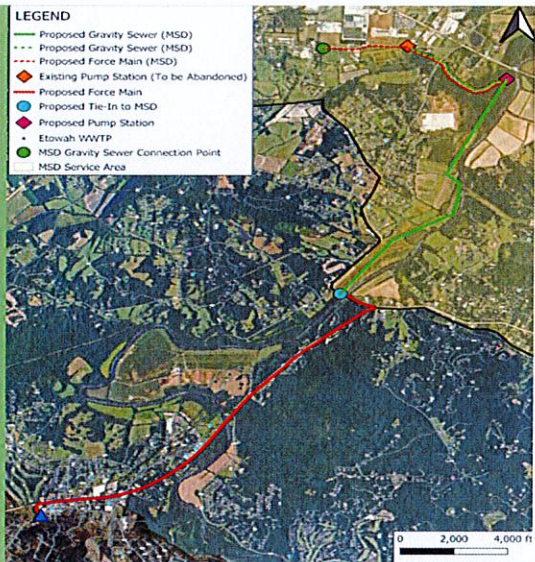 LEGEND
Proposed Gravity Sewer (MSD)
Proposed Gravity Sewer (MSD)
Proposed Force Main (MSD)
Existing Pump Station (To be Abandoned)
Proposed Force Main
Proposed Tie-In to MSD
Proposed Pump Station
Etowah WWTP
MSD Gravity Sewer Connection Point
MSD Service Area
0 2,000 4,000 ft